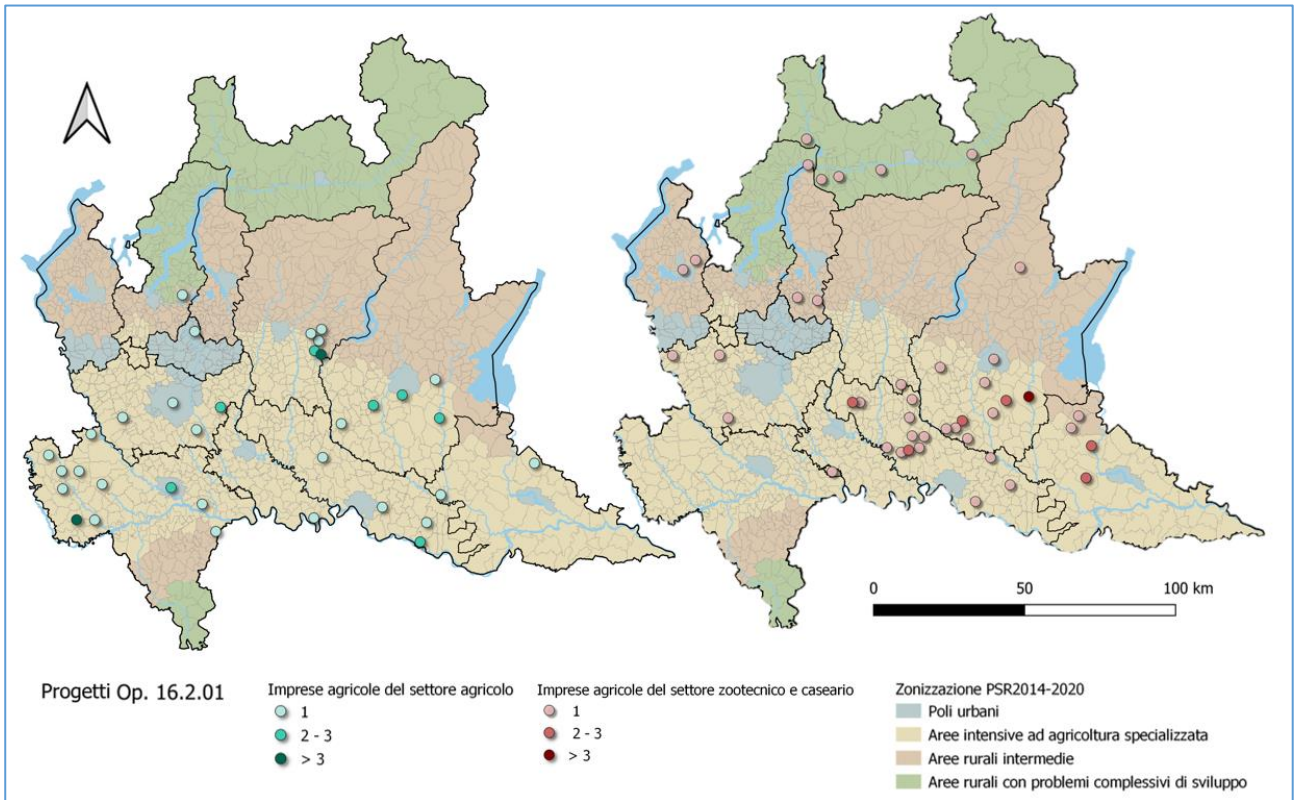 0 50 100 km
Progetti Op. 16.2.01
Imprese agricole del settore agricolo
1
2 - 3
> 3
Imprese agricole del settore zootecnico e caseario
1
2 - 3
> 3
Zonizzazione PSR2014-2020
Poli urbani
Aree intensive ad agricoltura specializzata
Aree rurali intermedie
Aree rurali con problemi complessivi di sviluppo